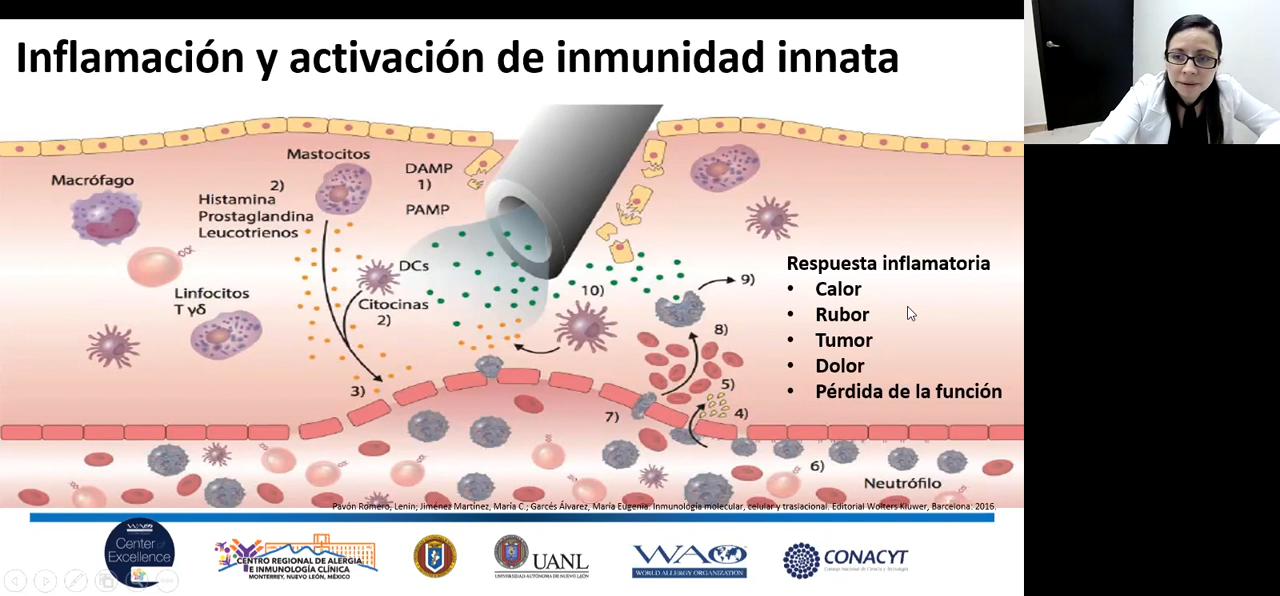 Inflamación y activación de inmunidad innata
Mastocitos
DAMP
1)
PAMP
Macrófago
2)
Histamina
Prostaglandina
Leucotrienos
DCs
Citocinas
2)
Linfocitos
T γδ
10)
9)
8)
3)
5)
4)
7)
6)
Neutrófilo
Respuesta inflamatoria
• Calor
• Rubor
• Tumor
• Dolor
• Pérdida de la función
Pavón Romero, Lenin; Jiménez Martínez, María C.; Garcés Álvarez, María Eugenia. Inmunología molecular, celular y traslacional. Editorial Wolters Kluwer, Barcelona: 2016.
WAO
Center of
Excellence
CENTRO REGIONAL DE ALERGIA
E INMUNOLOGÍA CLÍNICA
MONTERREY, NUEVO LEÓN, MÉXICO
UANL
UNIVERSIDAD AUTÓNOMA DE NUEVO LEÓN
WAO
WORLD ALLERGY ORGANIZATION
CONACYT
Consejo Nacional de Ciencia y Tecnología